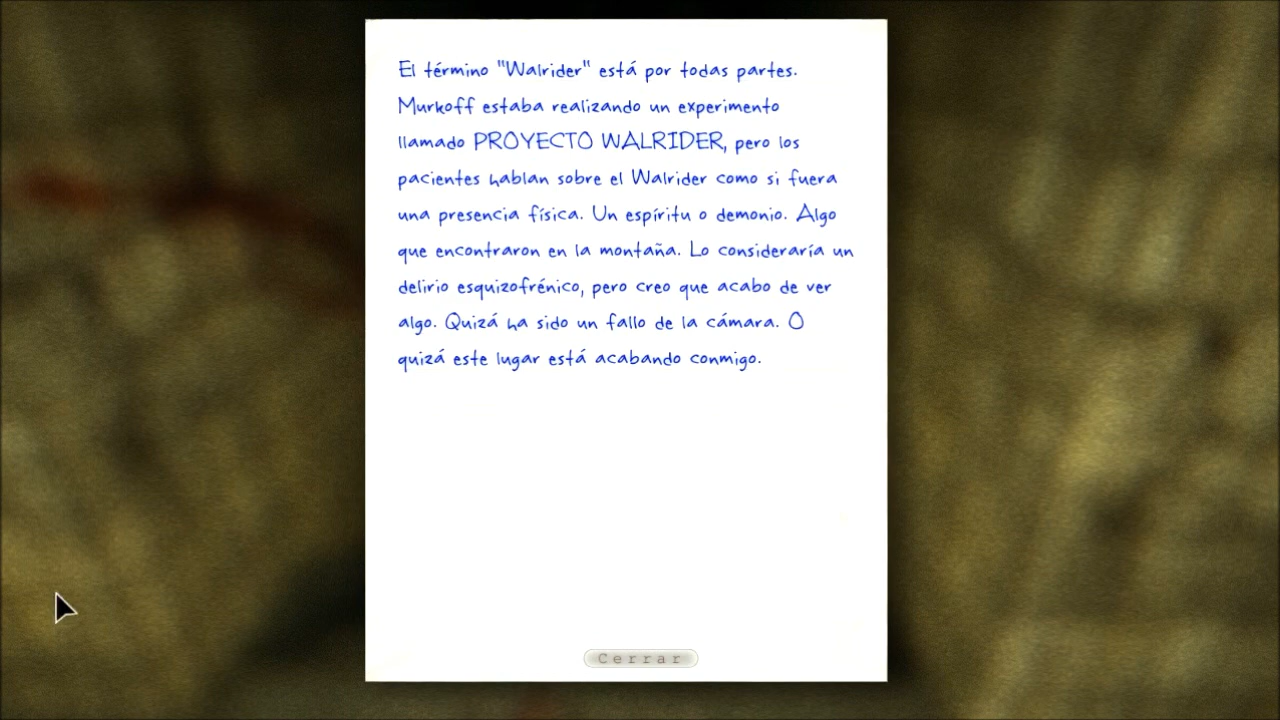 El término "Walrider" está por todas partes.
Murkoff estaba realizando un experimento
llamado PROYECTO WALRIDER, pero los
pacientes hablan sobre el Walrider como si fuera
una presencia física. Un espíritu o demonio. Algo
que encontraron en la montaña. Lo consideraría un
delirio esquizofrénico, pero creo que acabo de ver
algo. Quizá ha sido un fallo de la cámara. O
quizá este lugar está acabando conmigo.
Cerrar